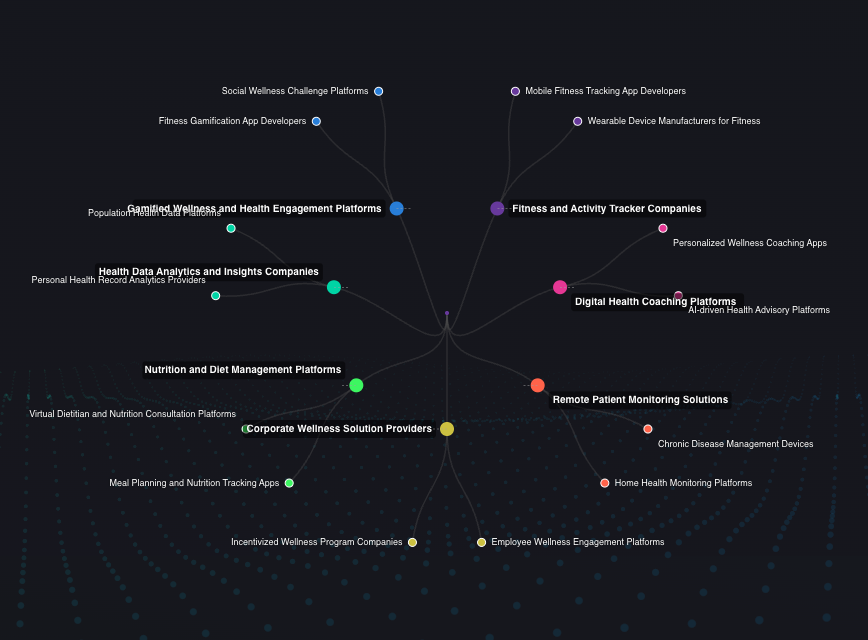 Social Wellness Challenge Platforms
Mobile Fitness Tracking App Developers
Fitness Gamification App Developers
Wearable Device Manufacturers for Fitness
Gamified Wellness and Health Engagement Platforms
Fitness and Activity Tracker Companies
Population Health Data Platforms
Personalized Wellness Coaching Apps
Health Data Analytics and Insights Companies
Personal Health Record Analytics Providers
Digital Health Coaching Platforms
AI-driven Health Advisory Platforms
Nutrition and Diet Management Platforms
Remote Patient Monitoring Solutions
Virtual Dietitian and Nutrition Consultation Platforms
Corporate Wellness Solution Providers
Chronic Disease Management Devices
Meal Planning and Nutrition Tracking Apps
Home Health Monitoring Platforms
Incentivized Wellness Program Companies
Employee Wellness Engagement Platforms